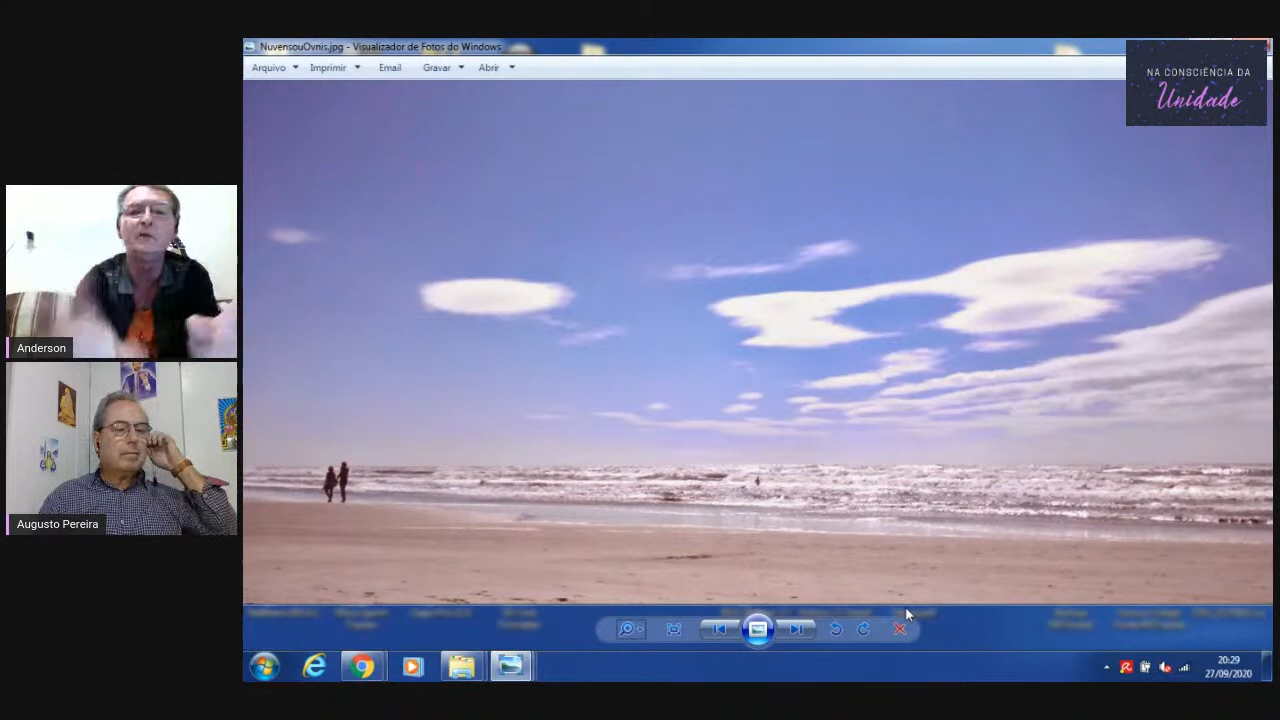 NuvensouOvnis.jpg - Visualizador de Fotos do Windows
Arquivo Imprimir Email Gravar Abrir
NA CONSCIÊNCIA DA
Unidade
Anderson
Augusto Pereira
20:29
27/09/2020